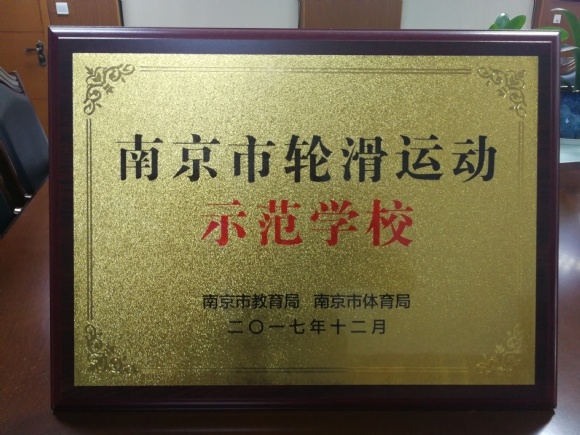 南京市轮滑运动
示范学校
南京市教育局 南京市体育局
二〇一七年十二月